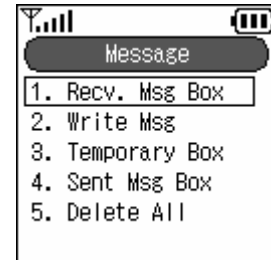 Message
1. Recv. Msg Box
2. Write Msg
3. Temporary Box
4. Sent Msg Box
5. Delete All